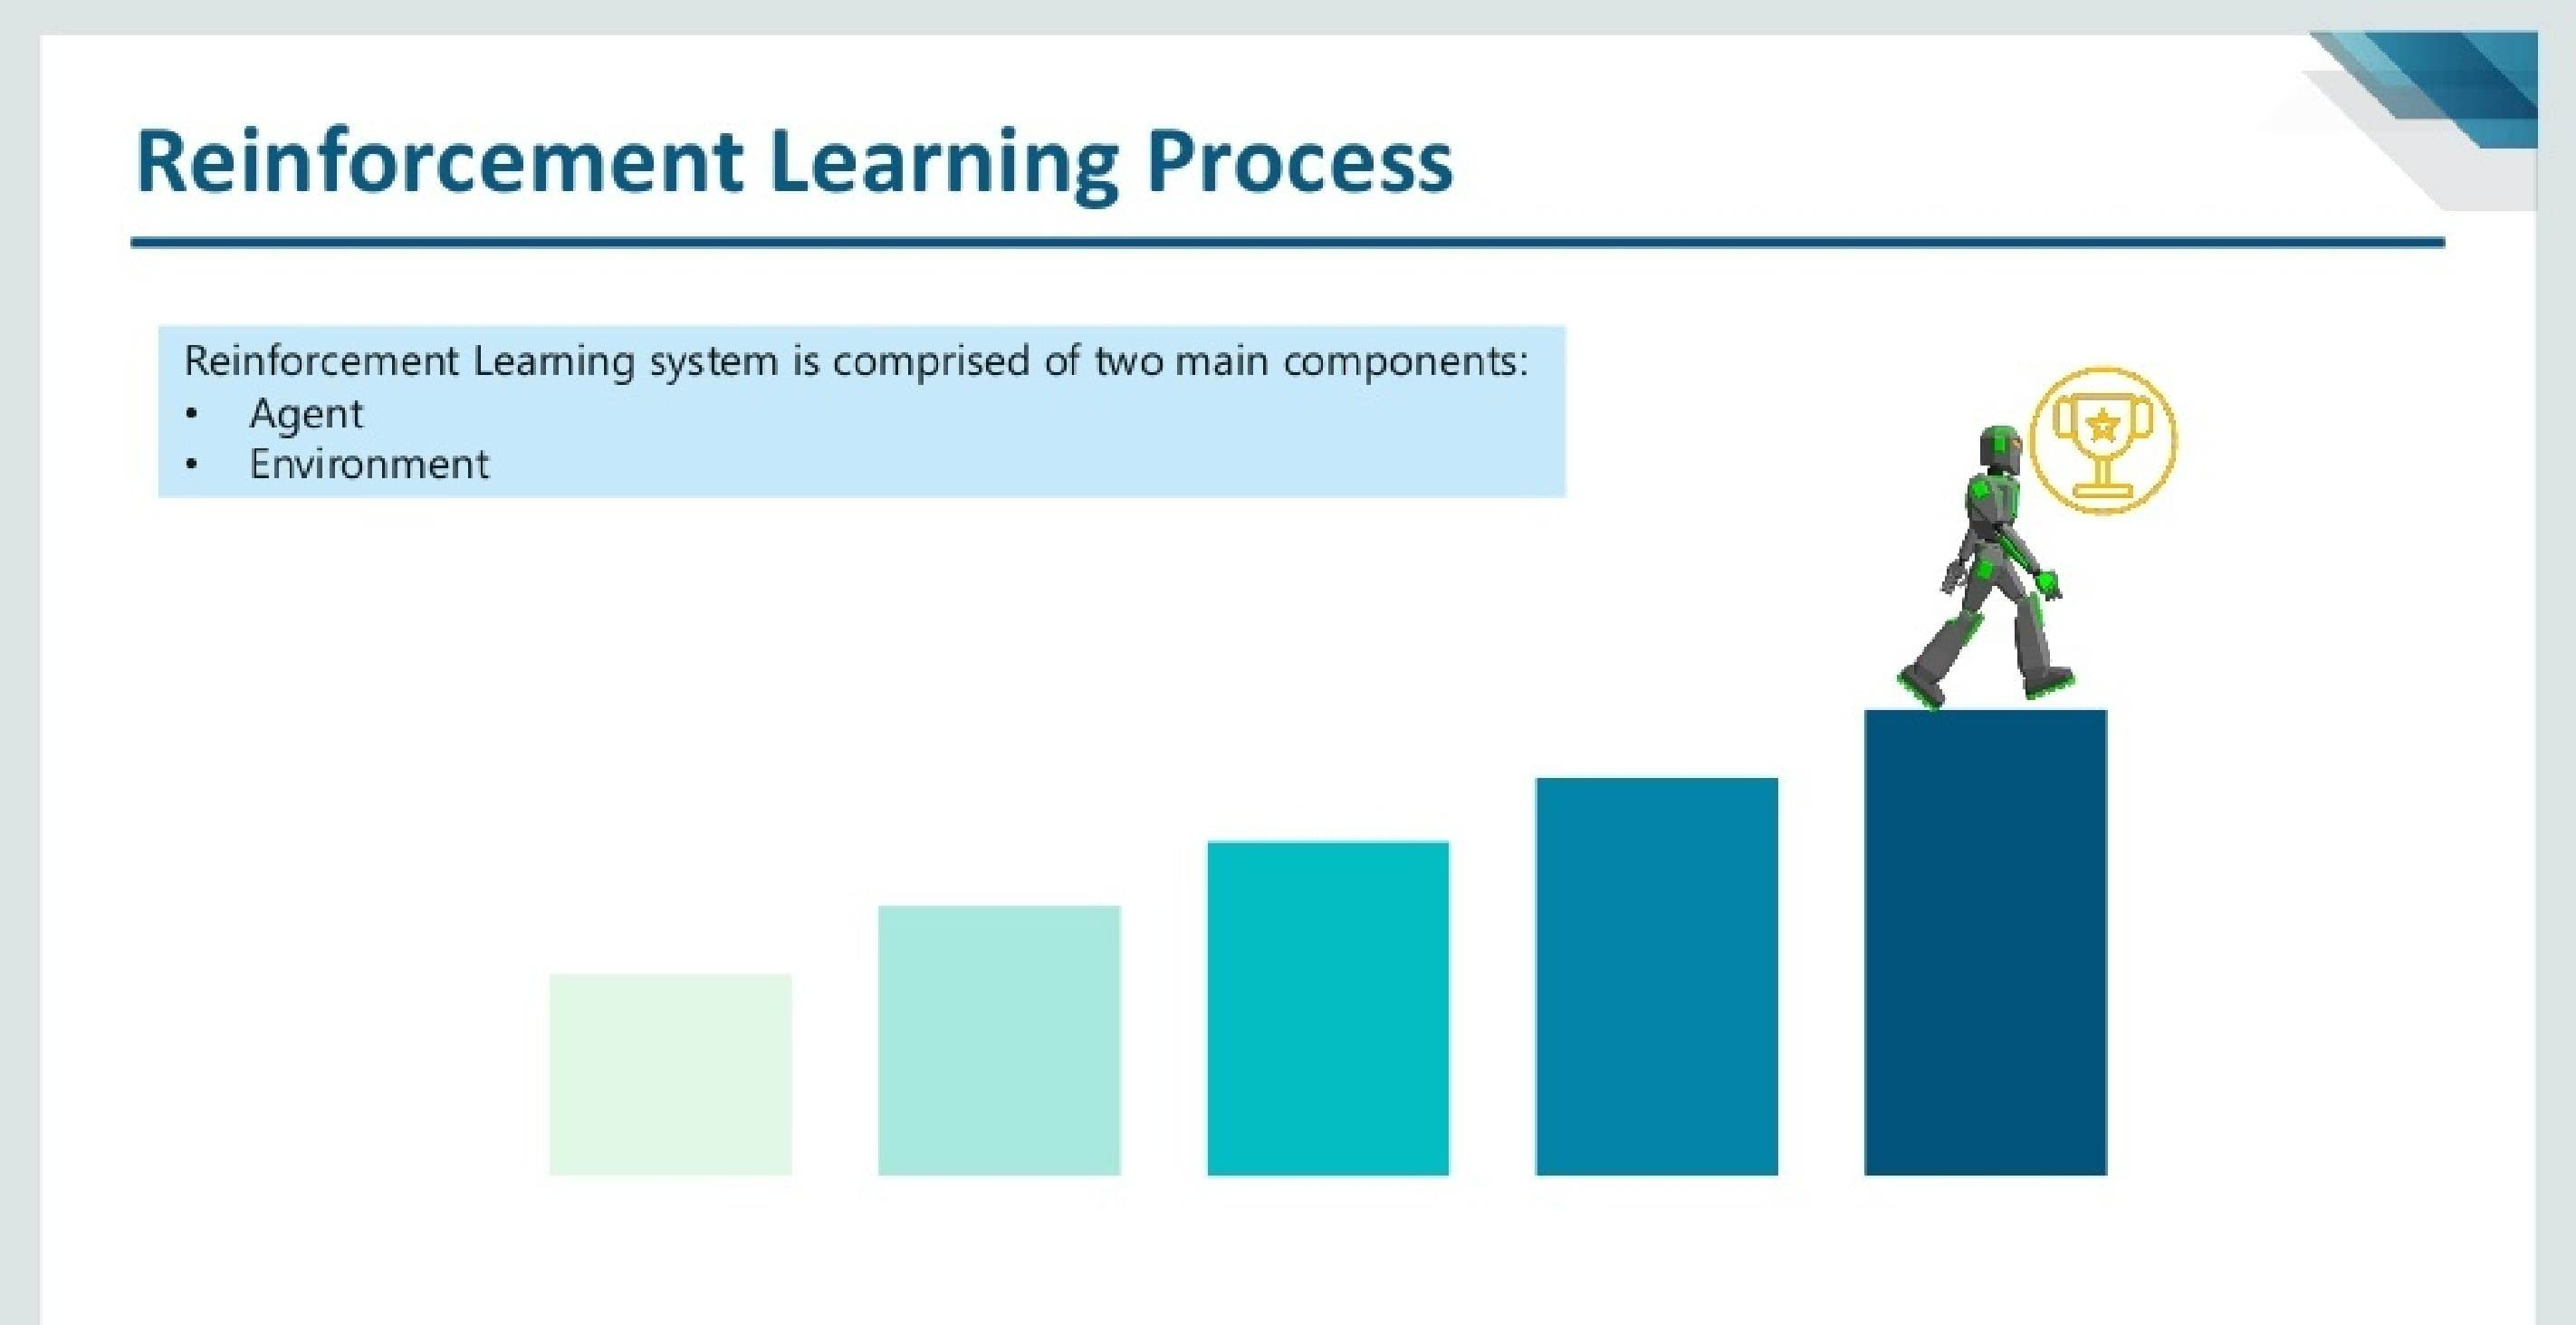 Reinforcement Learning Process
Reinforcement Learning system is comprised of two main components:
• Agent
• Environment